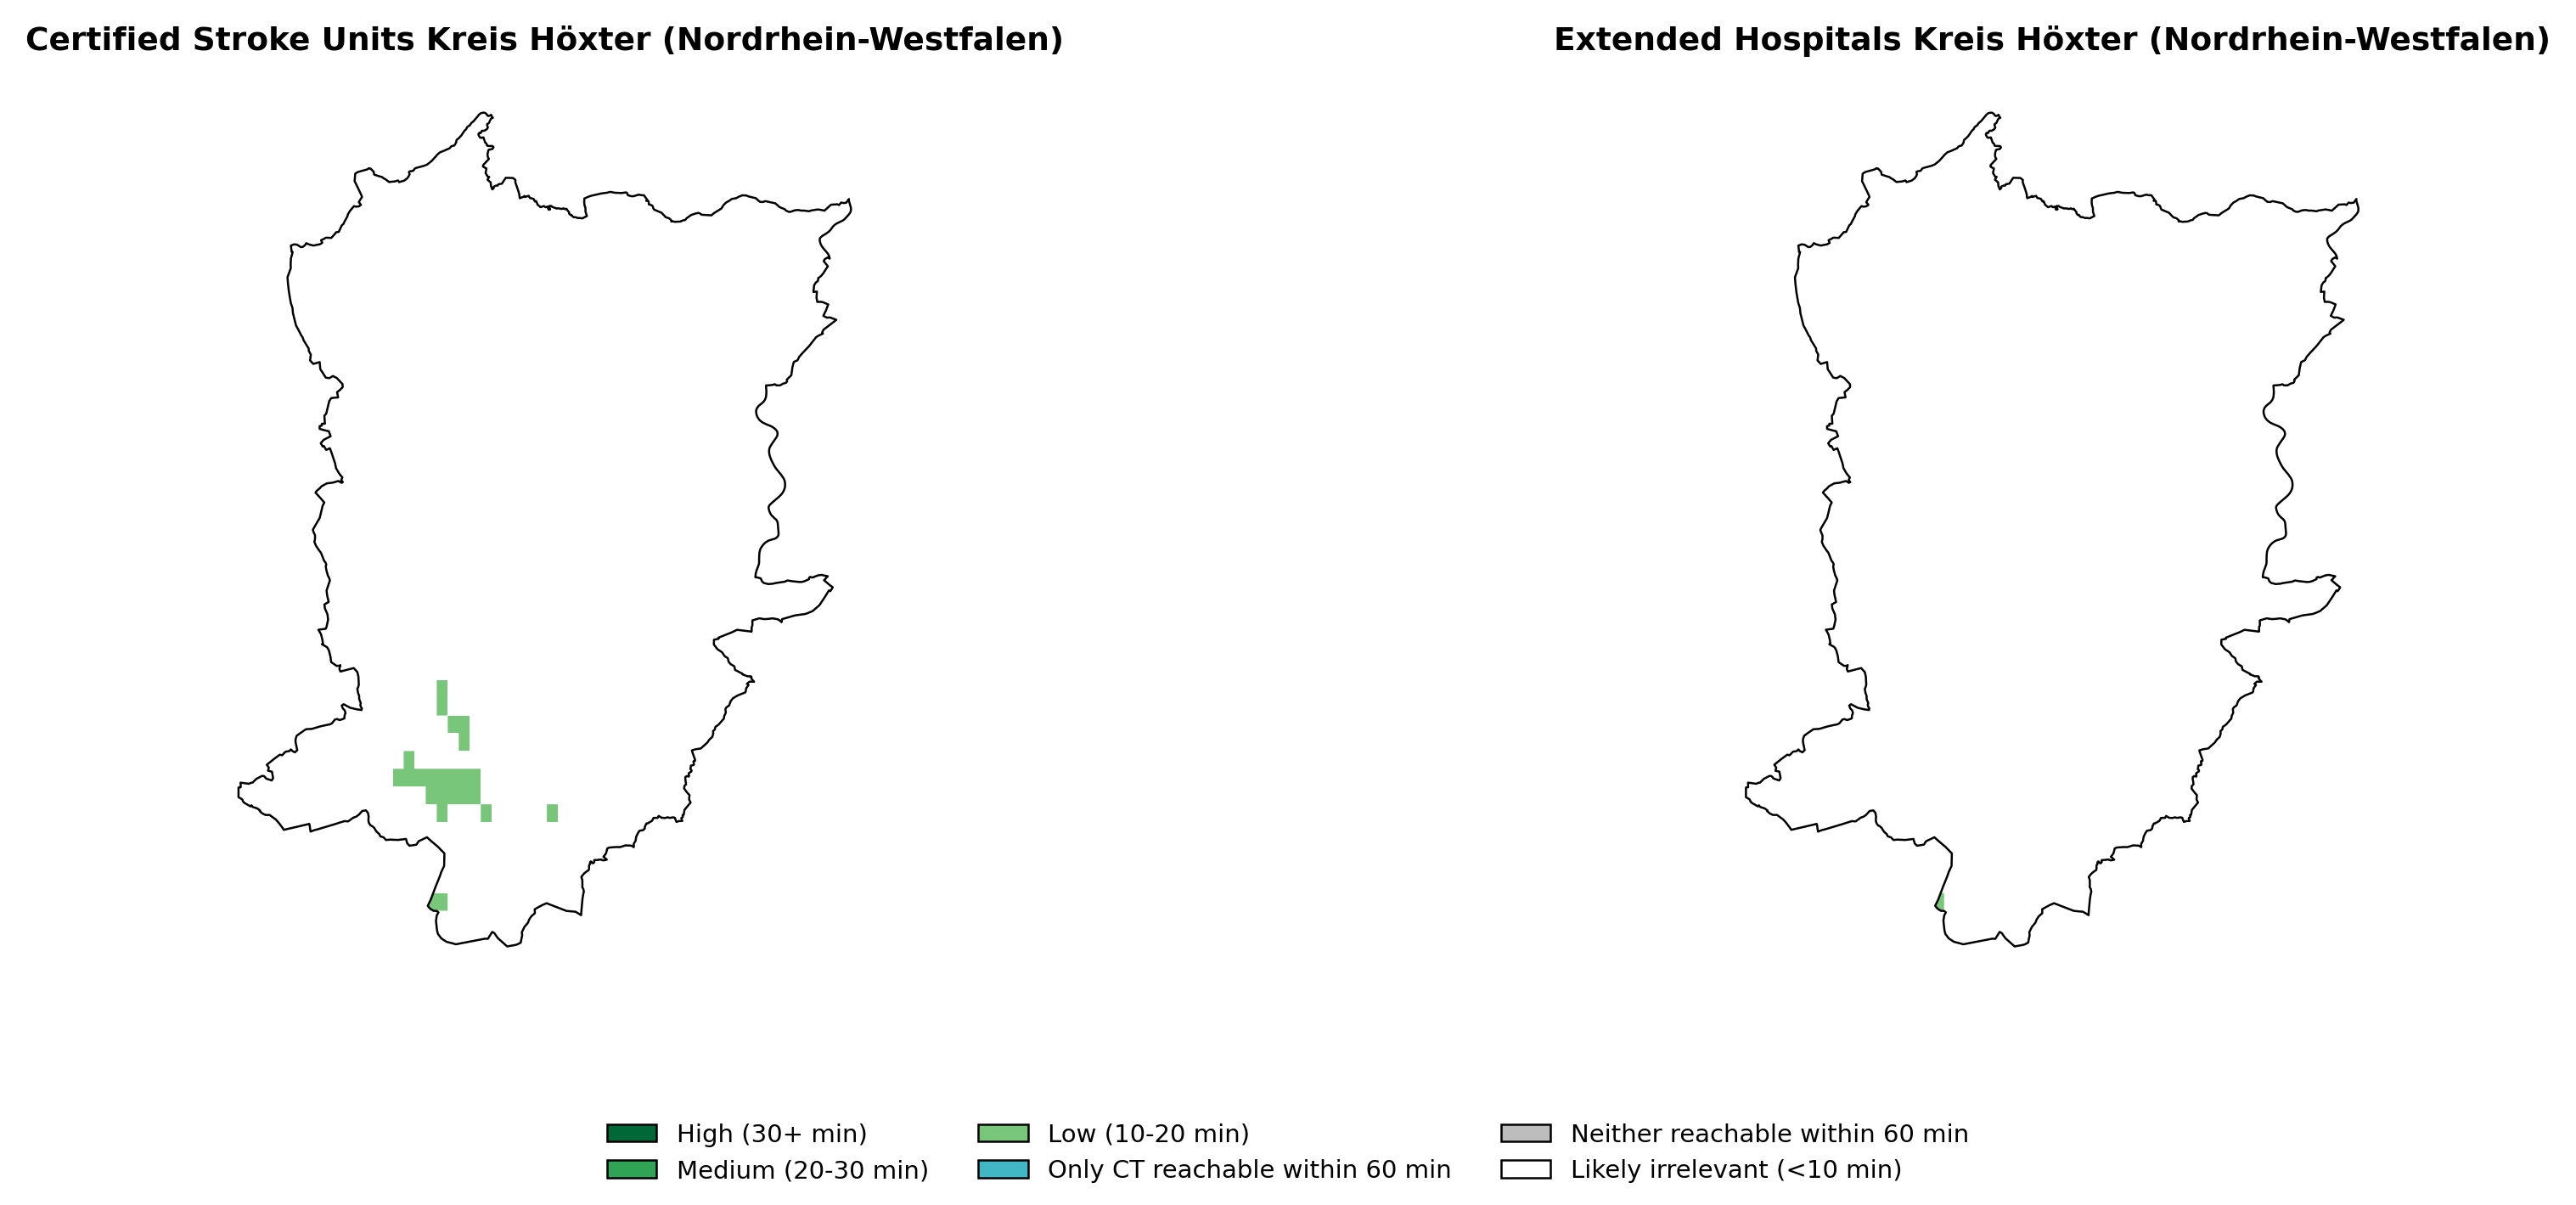 Certified Stroke Units Kreis Höxter (Nordrhein-Westfalen)
Extended Hospitals Kreis Höxter (Nordrhein-Westfalen)
High (30+ min)
Medium (20-30 min)
Low (10-20 min)
Only CT reachable within 60 min
Neither reachable within 60 min
Likely irrelevant (<10 min)